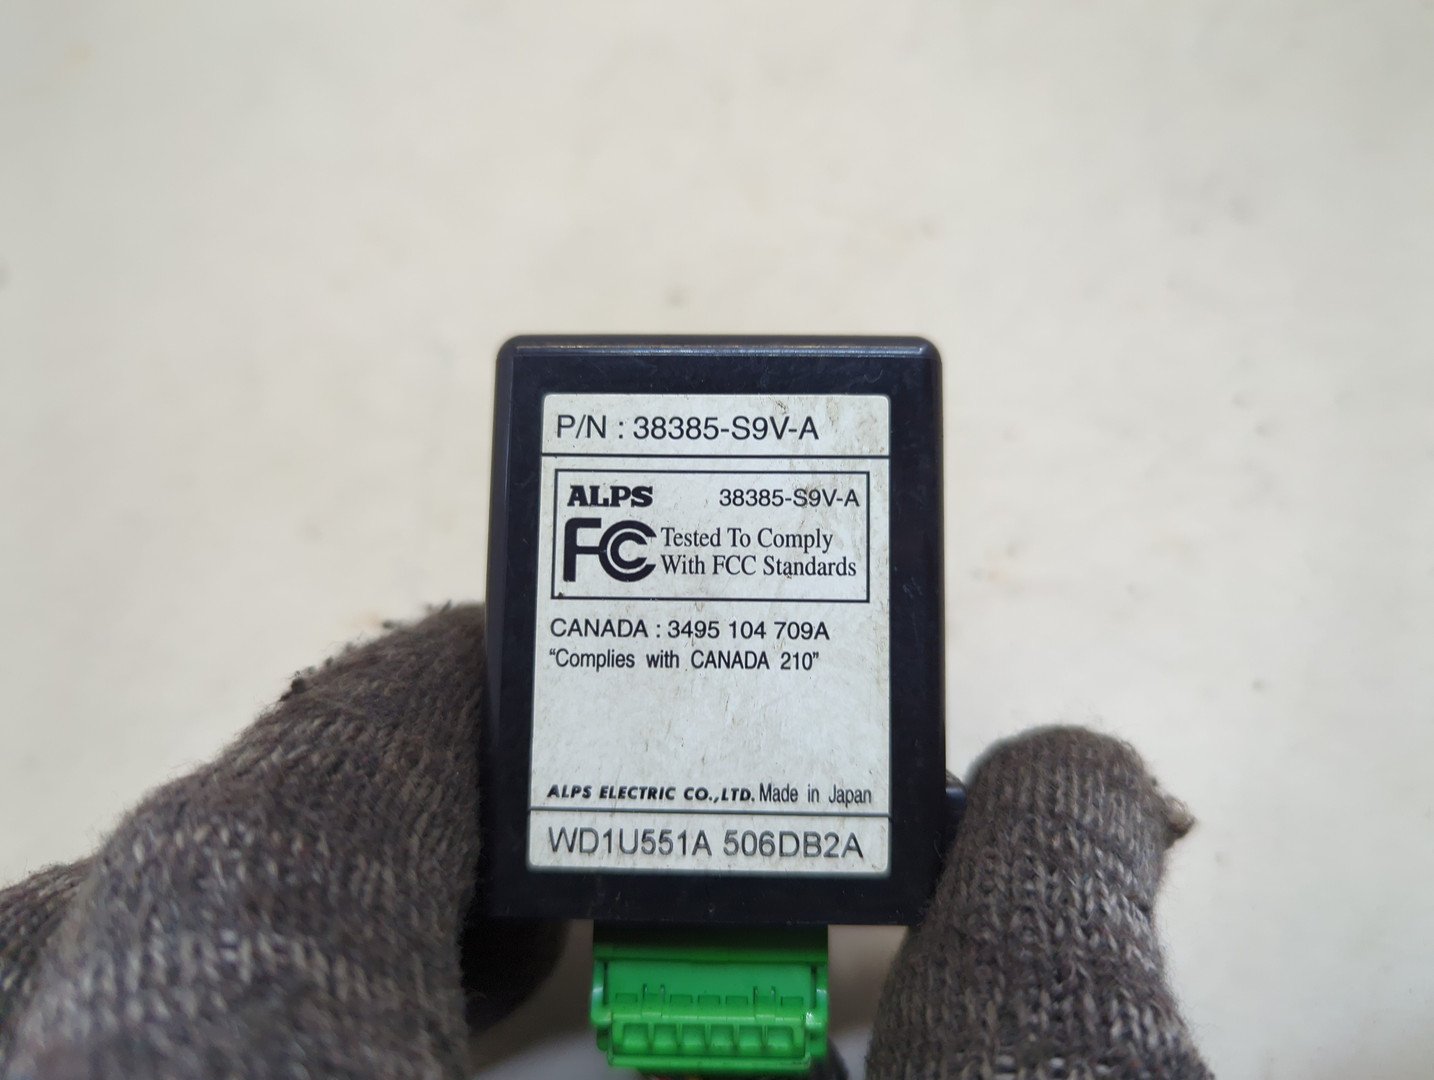 P/N : 38385-S9V-A
ALPS 38385-S9V-A
FC Tested To Comply
With FCC Standards
CANADA : 3495 104 709A
“Complies with CANADA 210”
ALPS ELECTRIC CO.,LTD. Made in Japan
WD1U551A 506DB2A